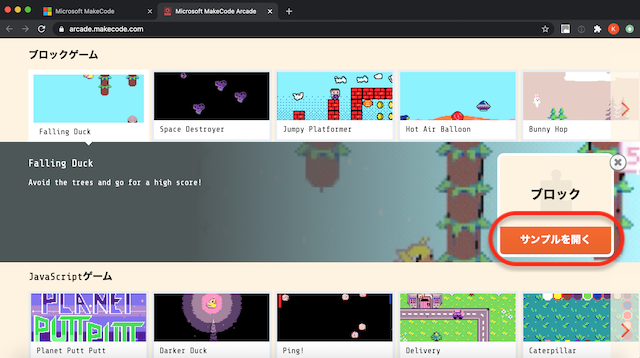 Microsoft MakeCode
Microsoft MakeCode Arcade
arcade.makecode.com
K
ブロックゲーム
Falling Duck
Space Destroyer
Jumpy Platformer
Hot Air Balloon
Bunny Hop
Falling Duck
Avoid the trees and go for a high score!
ブロック
サンプルを開く
JavaScriptゲーム
PLANET
PUTTPUTT
Planet Putt Putt
Darker Duck
Ping!
Delivery
Caterpillar